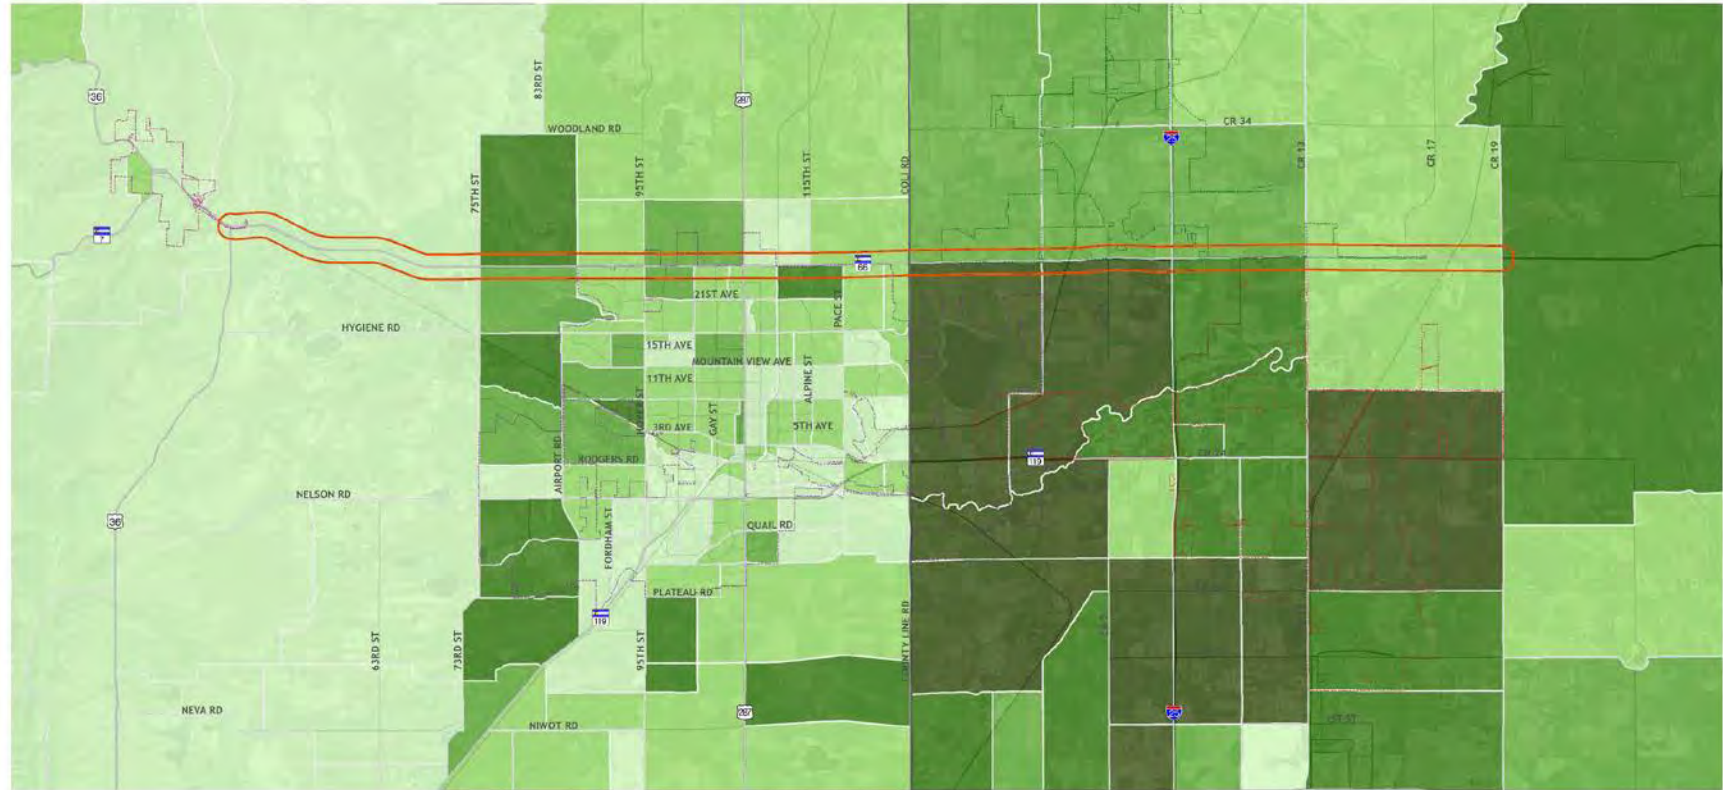 36
287
83RD ST
WOODLAND RD
CR 34
25
95TH ST
115TH ST
CR 13
CR 17
CR 19
75TH ST
7
66
21ST AVE
PACE ST
HYGIENE RD
15TH AVE
MOUNTAIN VIEW AVE
11TH AVE
ALPINE ST
GAY ST
3RD AVE
5TH AVE
AIRPORT RD
ROGERS RD
119
NELSON RD
36
QUAIL RD
FORDHAM ST
PLATEAU RD
119
COUNTY LINE RD
63RD ST
73RD ST
95TH ST
NEVA RD
287
25
NIWOT RD